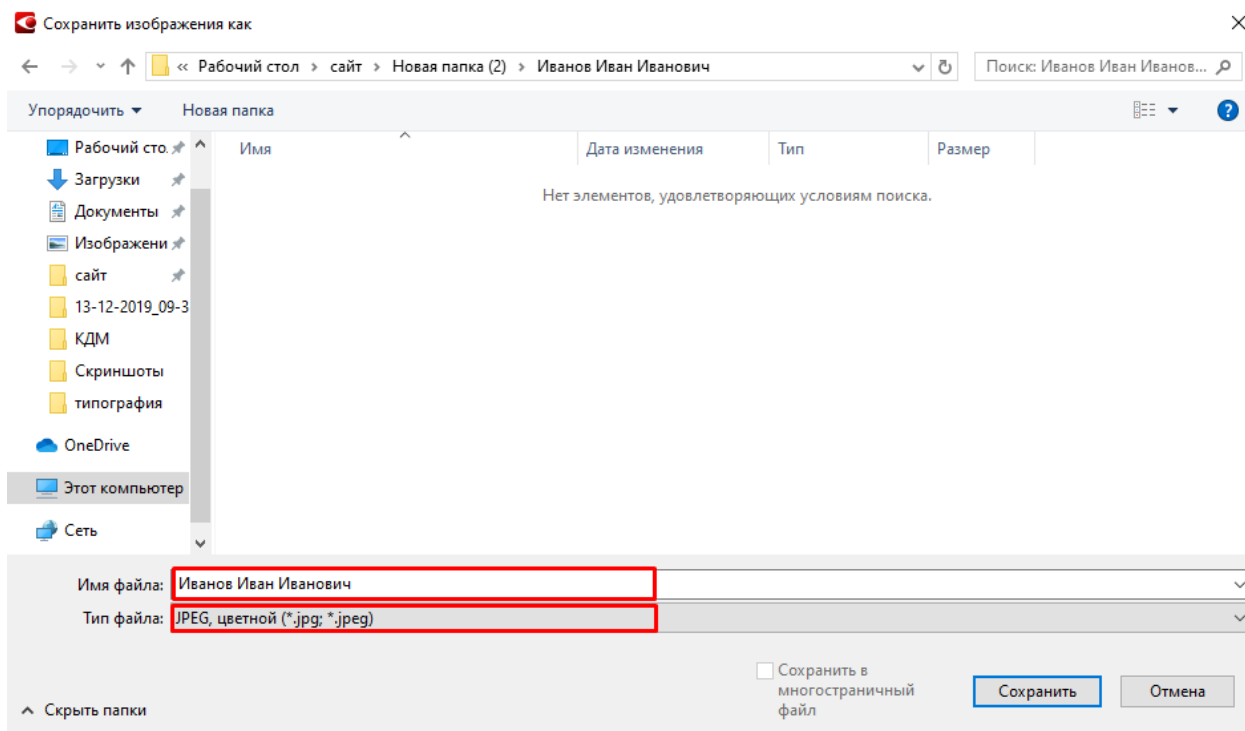 Сохранить изображения как
« Рабочий стол › сайт › Новая папка (2) › Иванов Иван Иванович
Поиск: Иванов Иван Иванов...
Упорядочить
Новая папка
Рабочий сто
Имя
Дата изменения
Тип
Размер
Загрузки
Нет элементов, удовлетворяющих условиям поиска.
Документы
Изображени
сайт
13-12-2019_09-3
КДМ
Скриншоты
типография
OneDrive
Этот компьютер
Сеть
Имя файла: Иванов Иван Иванович
Тип файла: JPEG, цветной (*.jpg; *.jpeg)
Сохранить в
многостраничный
файл
Сохранить
Отмена
Скрыть папки